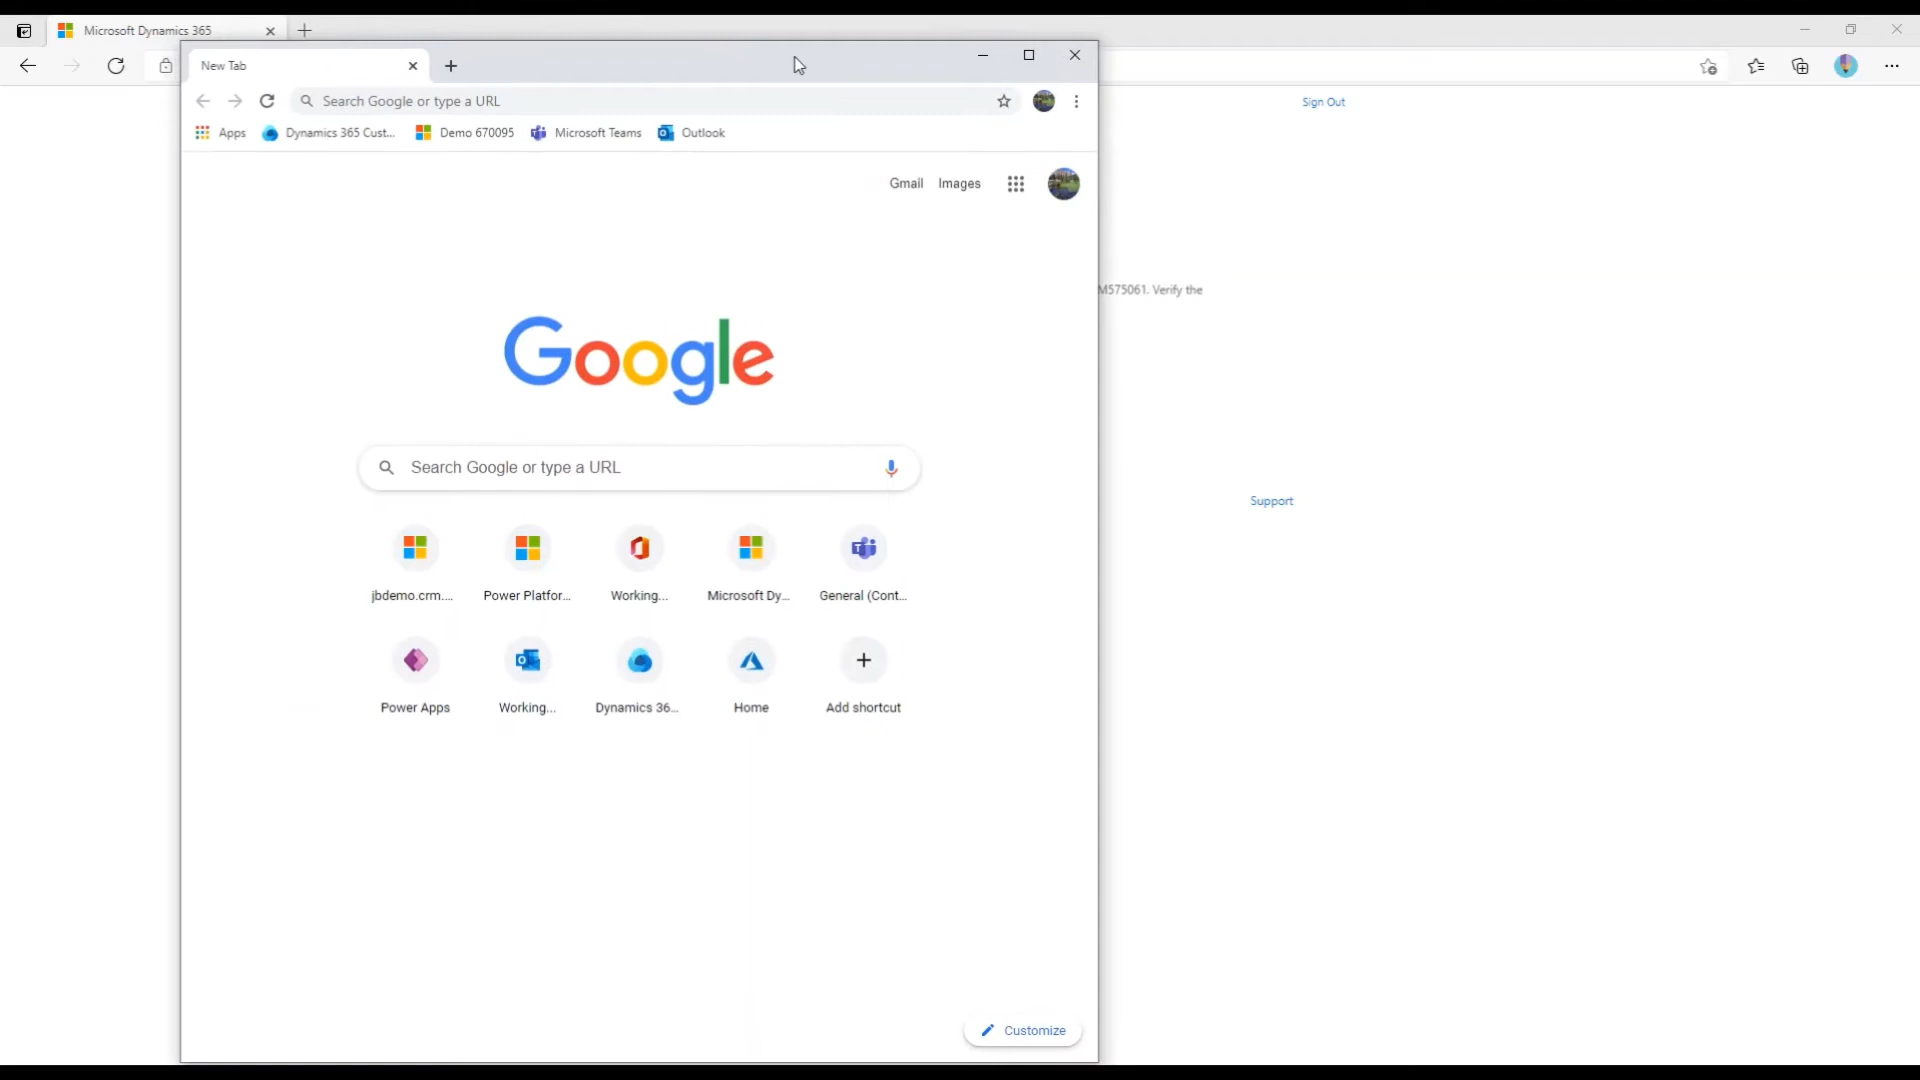 Microsoft Dynamics 365
New Tab
Search Google or type a URL
Apps Dynamics 365 Cust... Demo 670095 Microsoft Teams Outlook
Sign Out
Gmail Images
M575061. Verify the
Google
Search Google or type a URL
Support
jbdemo.crm.... Power Platfor... Working... Microsoft Dy... General (Cont...
Power Apps Working... Dynamics 36... Home Add shortcut
Customize